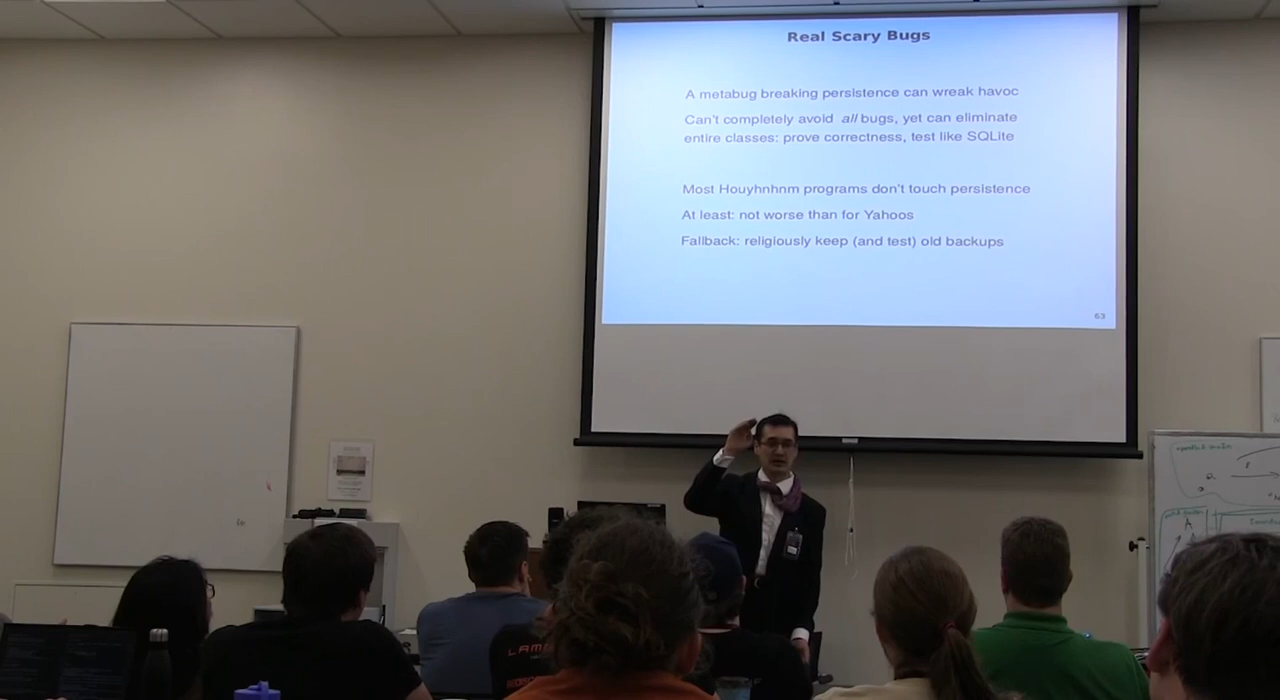 Real Scary Bugs
A metabug breaking persistence can wreak havoc
Can't completely avoid all bugs, yet can eliminate
entire classes: prove correctness, test like SQLite
Most Houyhnhnm programs don't touch persistence
At least: not worse than for Yahoos
Fallback: religiously keep (and test) old backups
63